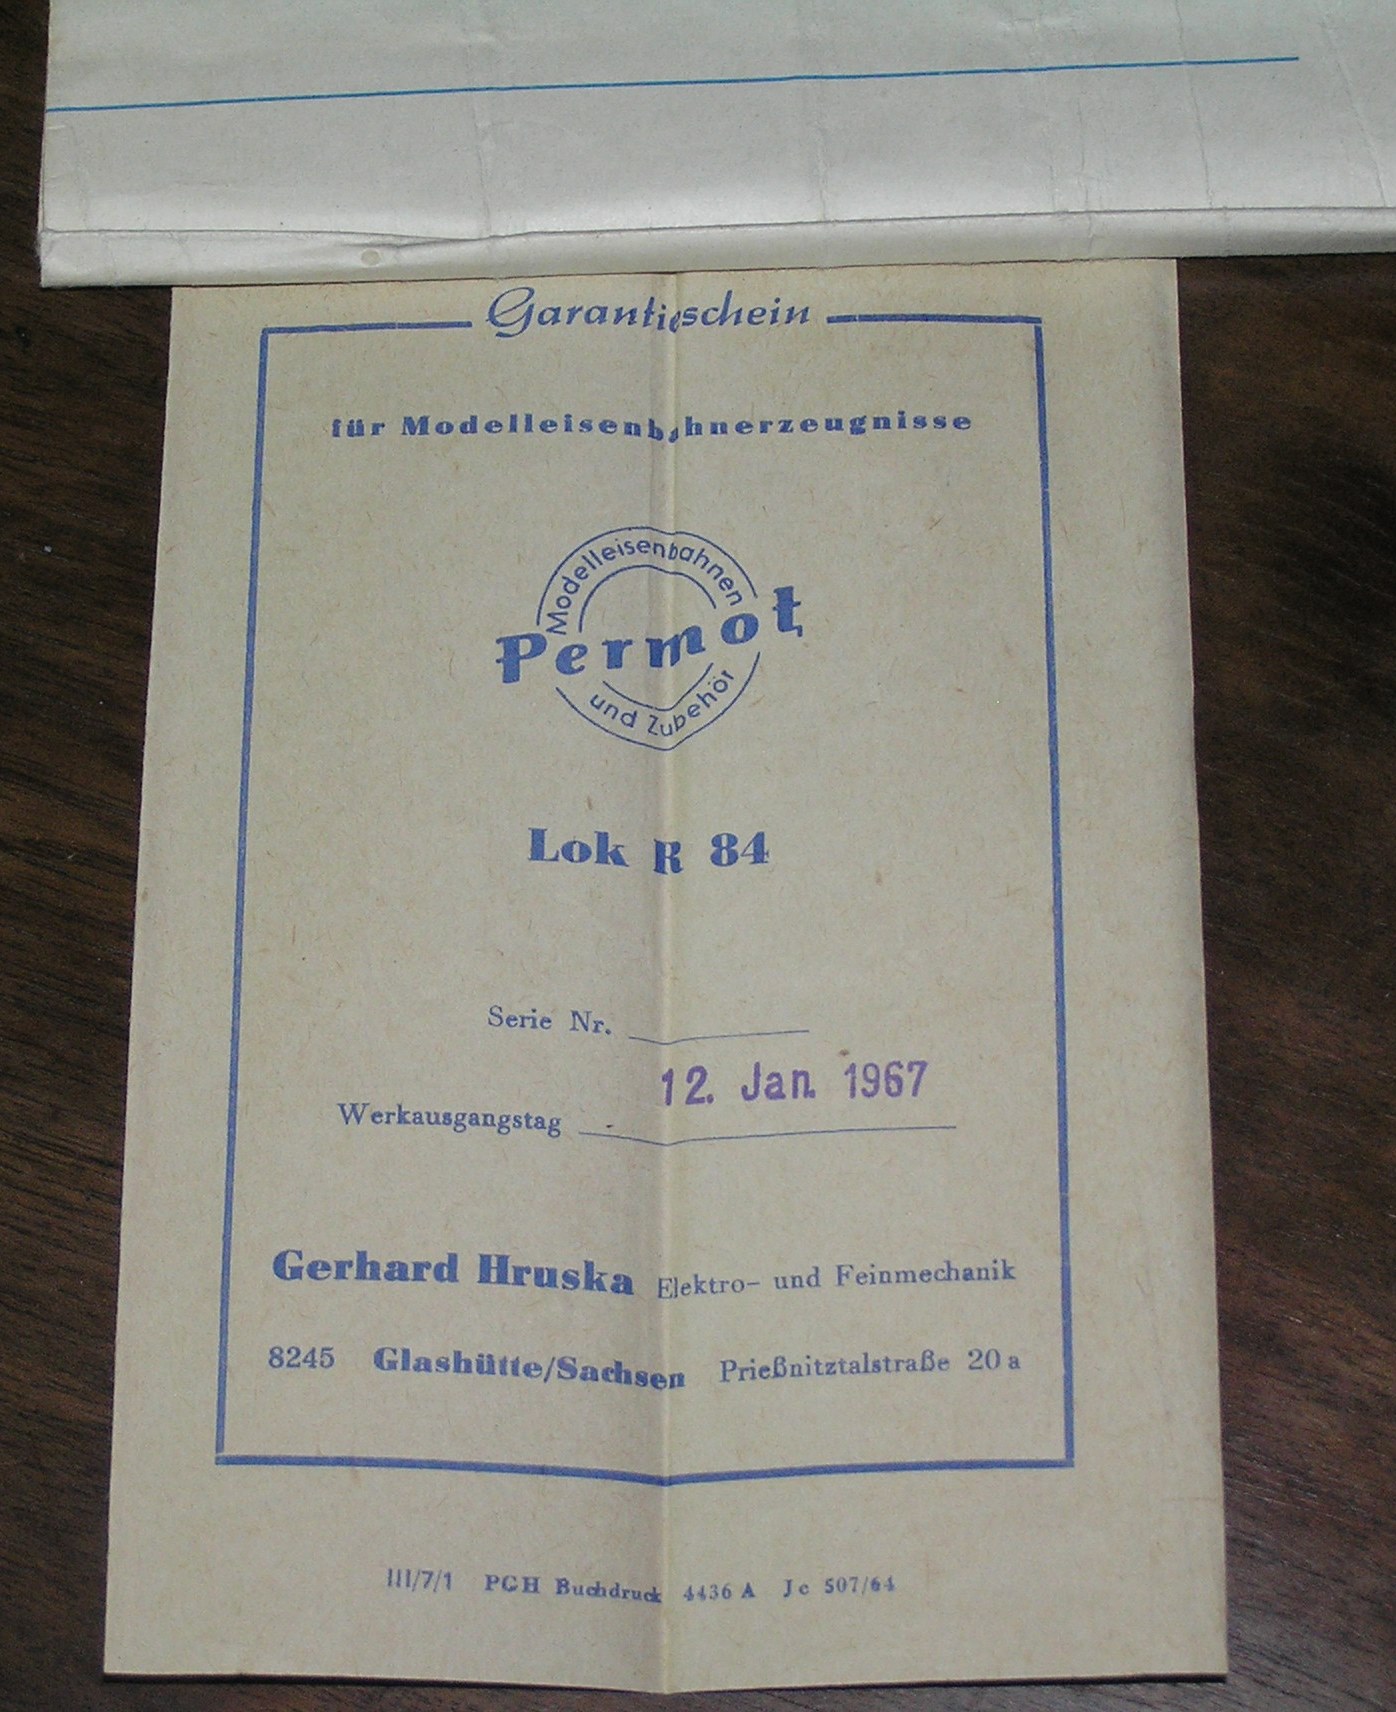 Garantieschein
für Modelleisenbahnerzeugnisse
Modelleisenbahnen
Permot
und Zubehör
Lok R 84
Serie Nr.
12. Jan. 1967
Werkausgangstag
Gerhard Hruska Elektro- und Feinmechanik
8245 Glashütte/Sachsen Prießnitztalstraße 20 a
III/7/1 PGH Buchdruck 4436 A Je 507/64